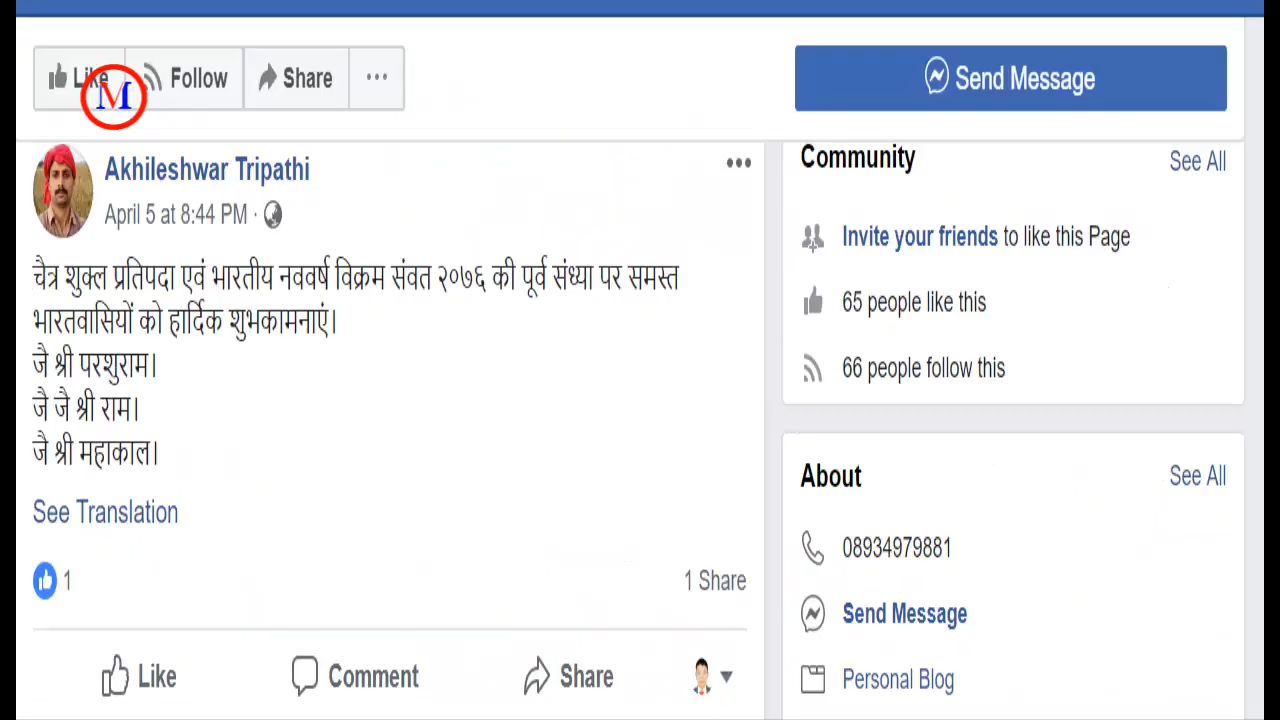 Like Follow Share ... Send Message
M
Akhileshwar Tripathi
April 5 at 8:44 PM ·
चैत्र शुक्ल प्रतिपदा एवं भारतीय नववर्ष विक्रम संवत २०७६ की पूर्व संध्या पर समस्त
भारतवासियों को हार्दिक शुभकामनाएं।
जै श्री परशुराम।
जै जै श्री राम।
जै श्री महाकाल।
See Translation
1 1 Share
Like Comment Share
Community See All
Invite your friends to like this Page
65 people like this
66 people follow this
About See All
08934979881
Send Message
Personal Blog